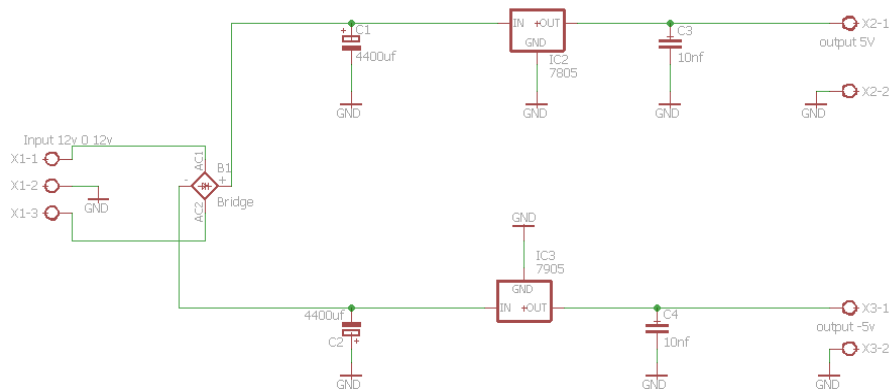 C1
+
4400uf
GND
IN
+OUT
GND
IC2
7805
GND
C3
+
10nf
GND
X2-1
output 5V
X2-2
GND
Input 12v 0 12v
X1-1
X1-2
X1-3
GND
AC1
B1
-
+
AC2
Bridge
GND
IC3
7905
GND
IN
+OUT
4400uf
C2
+
GND
C4
+
10nf
GND
X3-1
output -5v
X3-2
GND